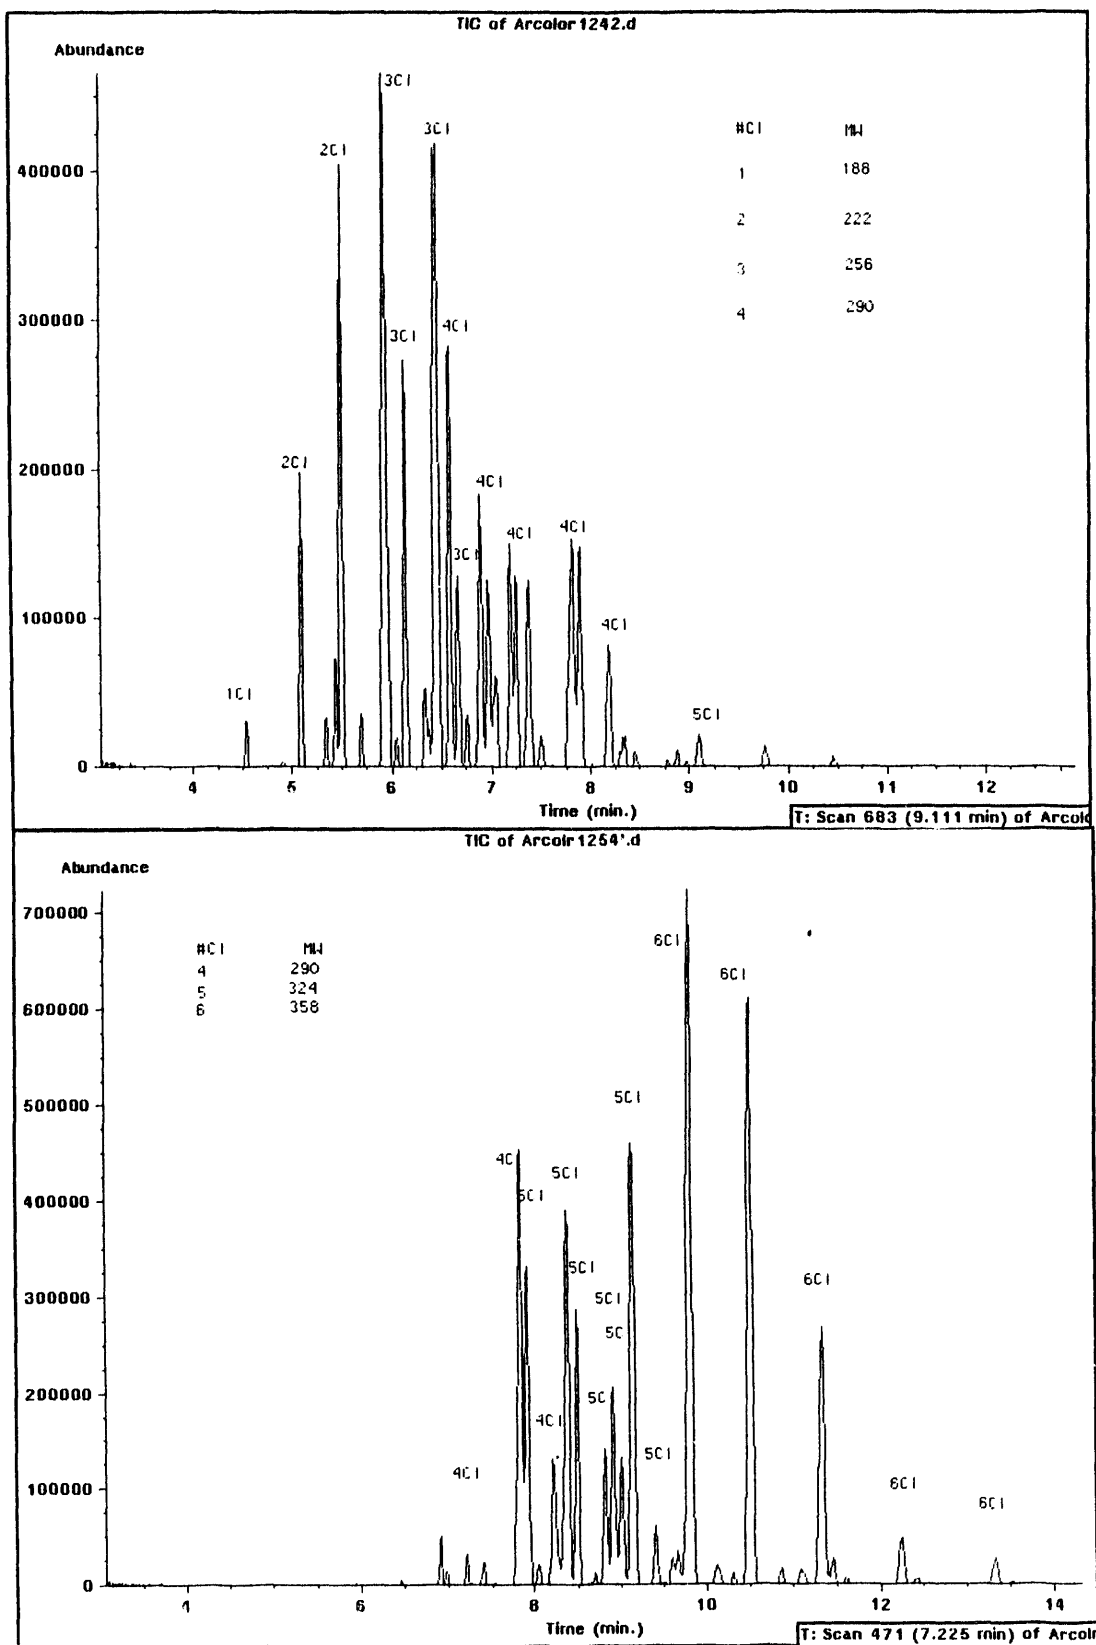 TIC of Arcolor1242.d
Abundance
3Cl
3Cl
2Cl
#Cl MW
1 188
2 222
3 256
4 290
400000
300000
3Cl 4Cl
200000
2Cl
4Cl
3Cl 4Cl 4Cl
100000
4Cl
1Cl
5Cl
0
4 5 6 7 8 9 10 11 12
Time (min.)
T: Scan 683 (9.111 min) of Arcolo
TIC of Arcolr1254'.d
Abundance
700000
#Cl MW
4 290
5 324
6 358
6Cl
6Cl
600000
500000
5Cl
4C 5Cl
5Cl
400000
5Cl
300000
5Cl
6Cl
5C
200000
5C
4Cl
5Cl
4Cl
100000
6Cl
6Cl
0
4 6 8 10 12 14
Time (min.)
T: Scan 471 (7.225 min) of Arcolr